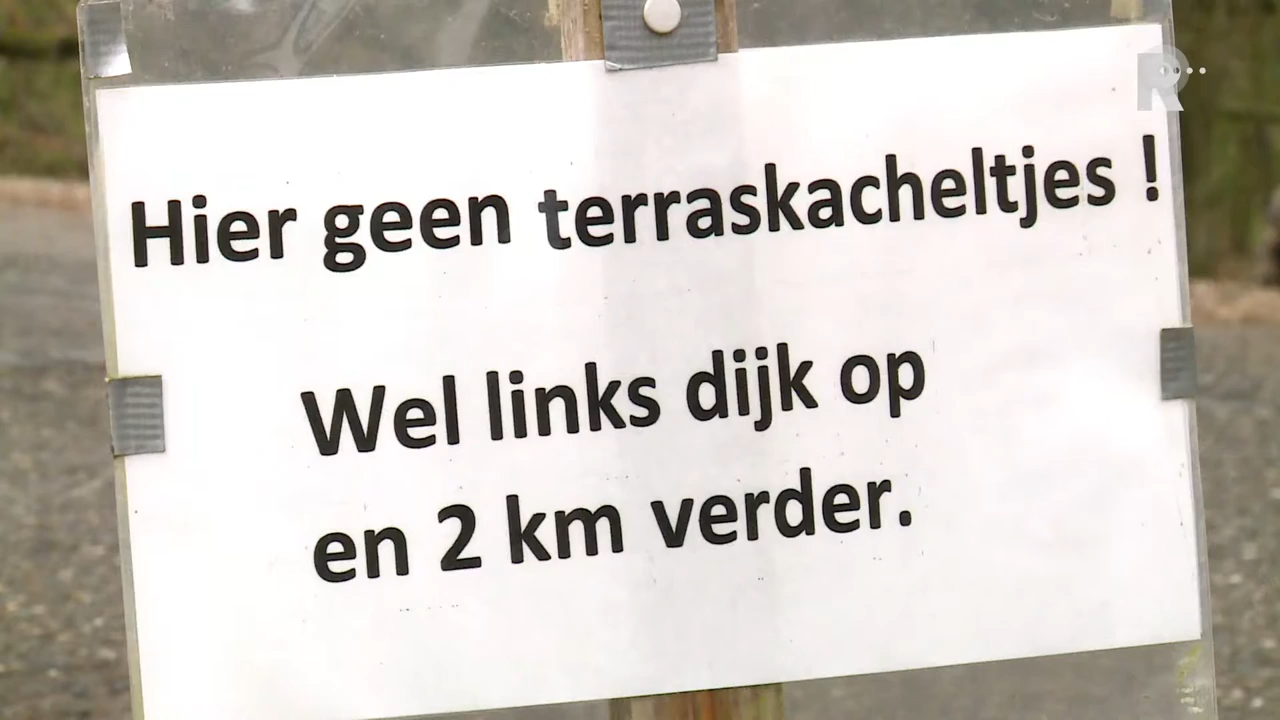 R
Hier geen terraskacheltjes !
Wel links dijk op
en 2 km verder.